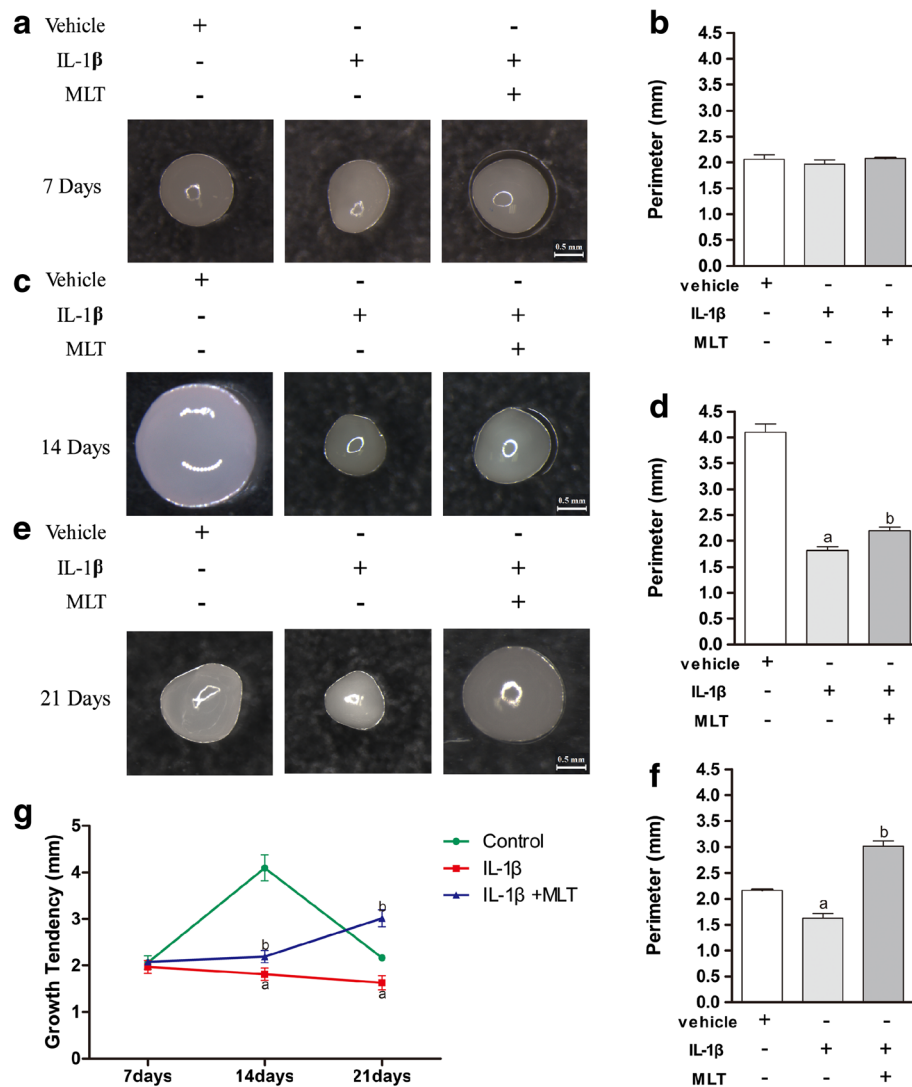 a
Vehicle + - -
IL-1β - + +
MLT - - +
7 Days
0.5 mm
b
Perimeter (mm)
4.5
4.0
3.5
3.0
2.5
2.0
1.5
1.0
0.5
0.0
vehicle + - -
IL-1β - + +
MLT - - +
c
Vehicle + - -
IL-1β - + +
MLT - - +
14 Days
0.5 mm
d
Perimeter (mm)
4.5
4.0
3.5
3.0
2.5
2.0
1.5
1.0
0.5
0.0
a
b
vehicle + - -
IL-1β - + +
MLT - - +
e
Vehicle + - -
IL-1β - + +
MLT - - +
21 Days
0.5 mm
f
Perimeter (mm)
4.5
4.0
3.5
3.0
2.5
2.0
1.5
1.0
0.5
0.0
a
b
vehicle + - -
IL-1β - + +
MLT - - +
g
Growth Tendency (mm)
5
4
3
2
1
0
b
a
b
a
7days 14days 21days
Control
IL-1β
IL-1β +MLT